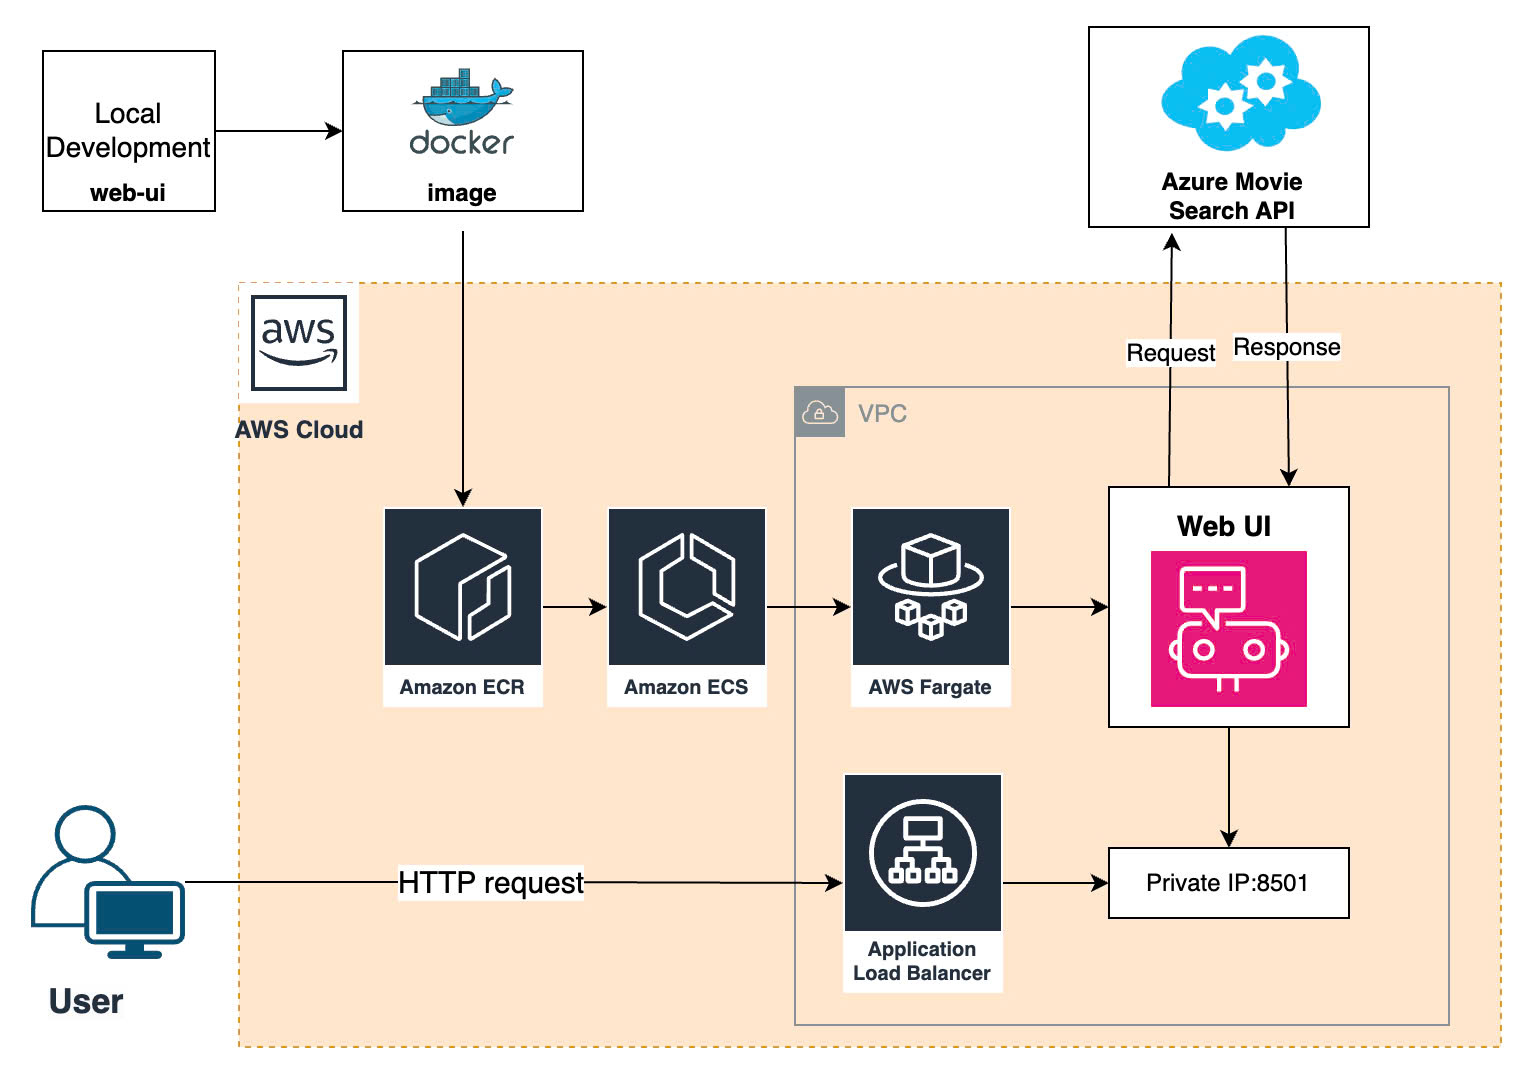 Local
Development
web-ui
docker
image
Azure Movie
Search API
aws
AWS Cloud
Request
Response
VPC
Web UI
Amazon ECR
Amazon ECS
AWS Fargate
HTTP request
Private IP:8501
Application
Load Balancer
User